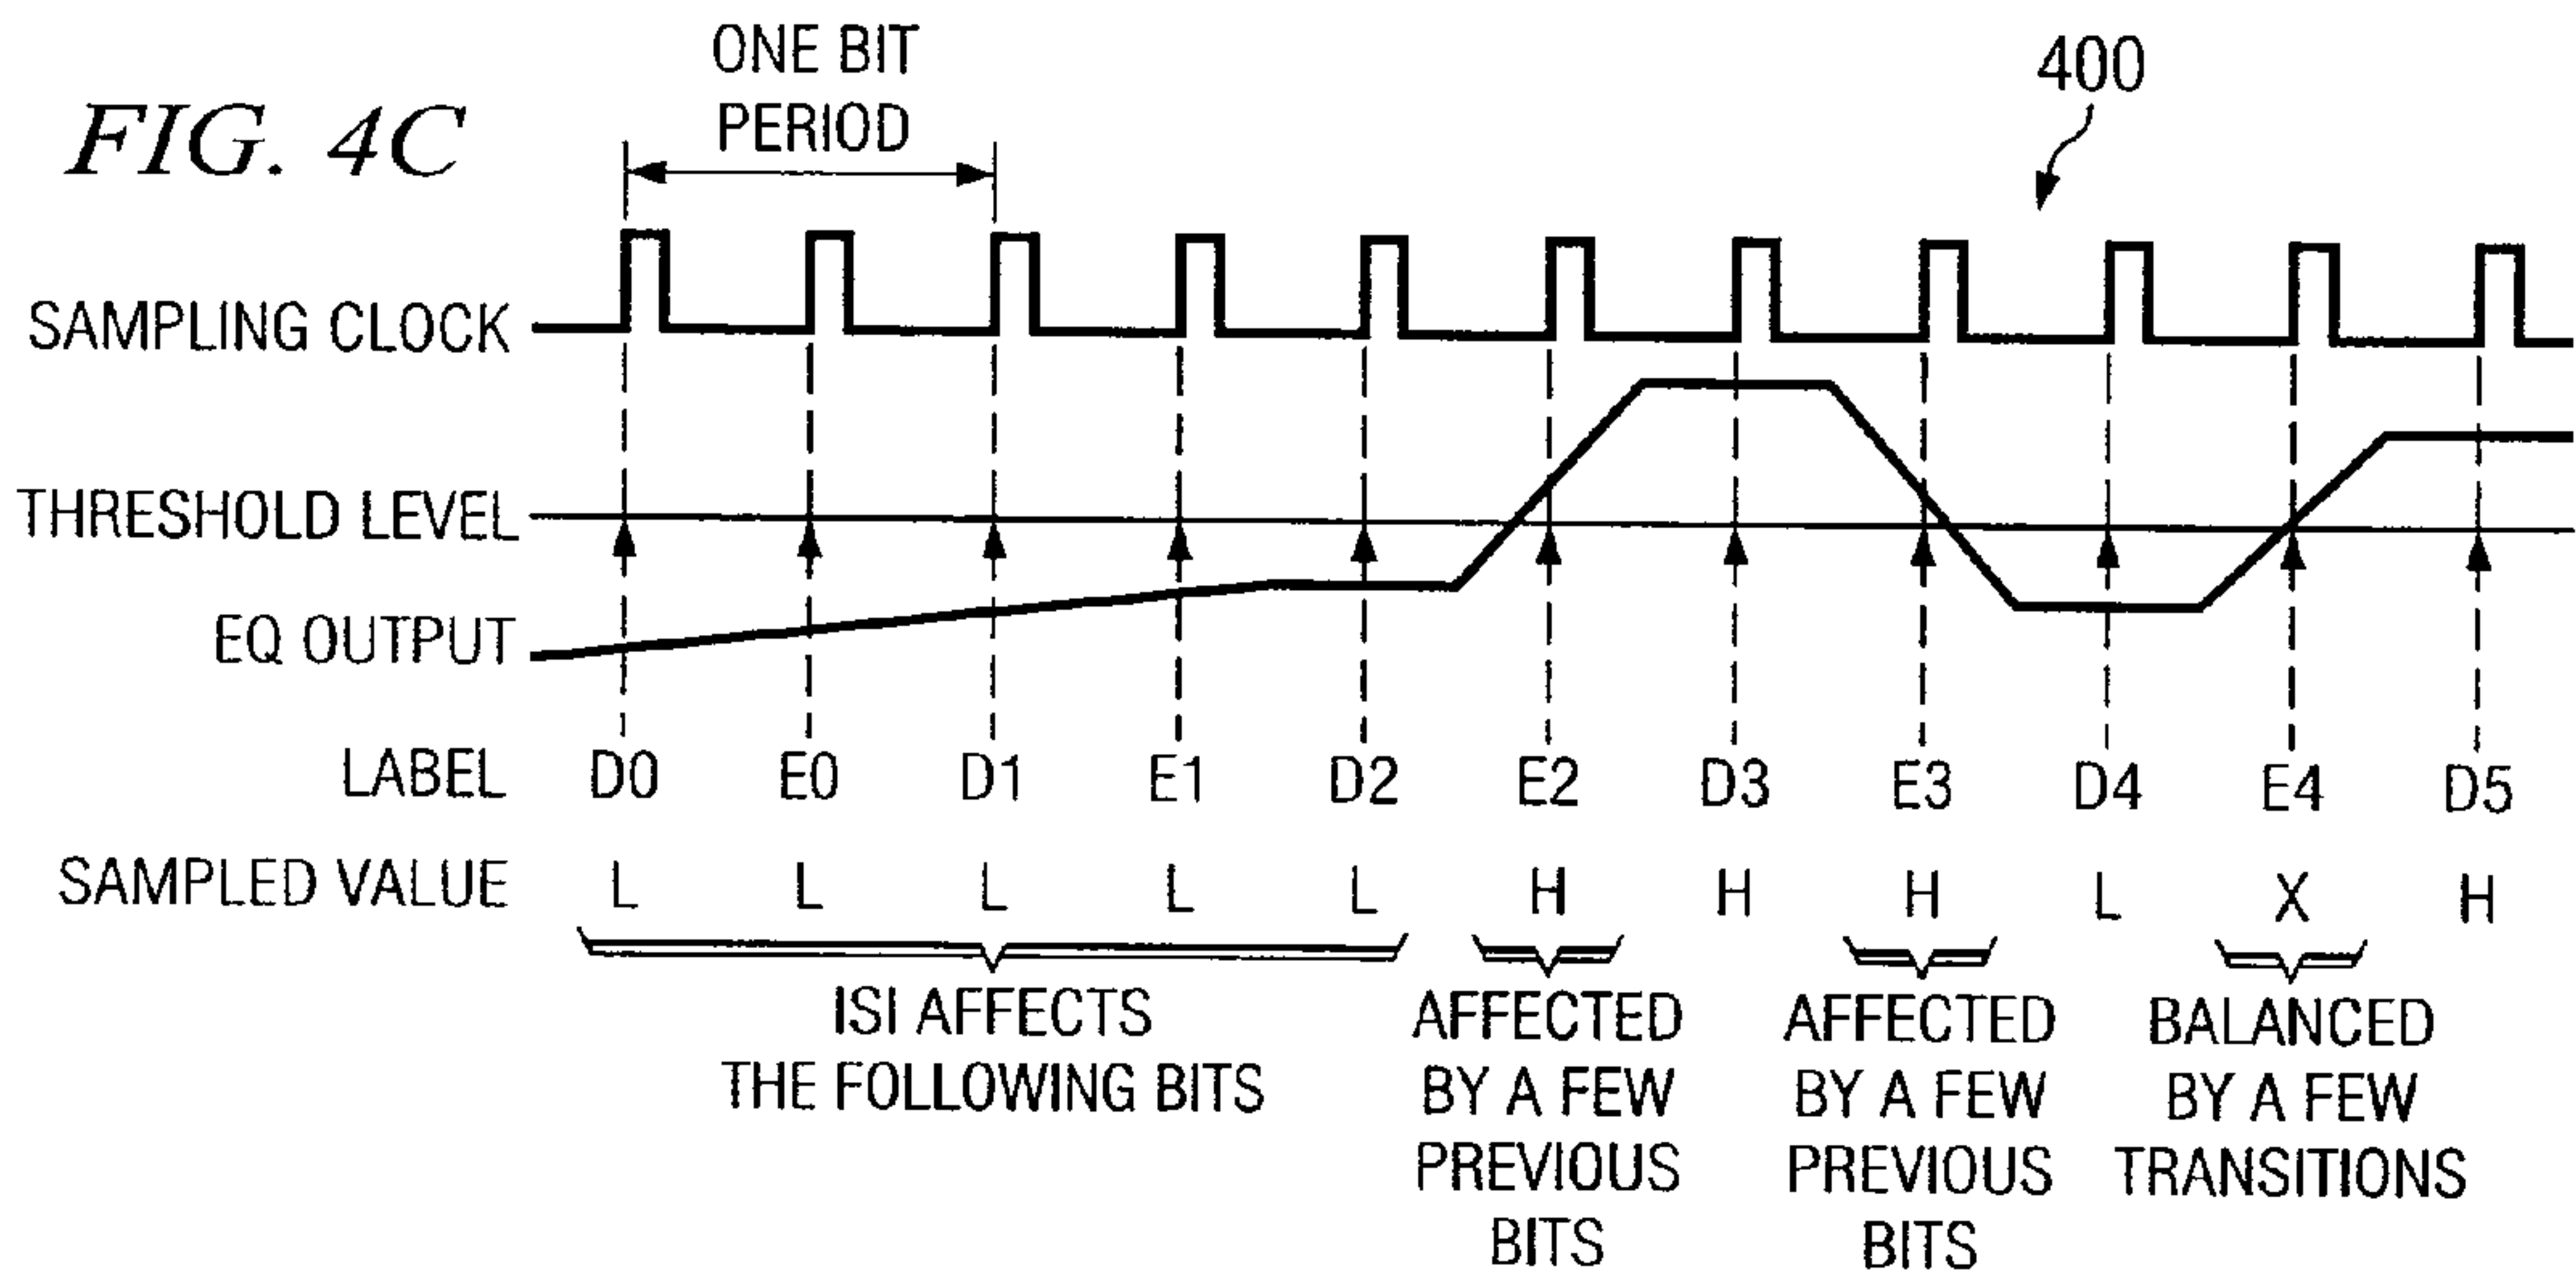 FIG. 4C
ONE BIT
PERIOD
400
SAMPLING CLOCK
THRESHOLD LEVEL
EQ OUTPUT
LABEL D0 E0 D1 E1 D2 E2 D3 E3 D4 E4 D5
SAMPLED VALUE L L L L L H H H L X H
ISI AFFECTS
THE FOLLOWING BITS
AFFECTED
BY A FEW
PREVIOUS
BITS
AFFECTED
BY A FEW
PREVIOUS
BITS
BALANCED
BY A FEW
TRANSITIONS